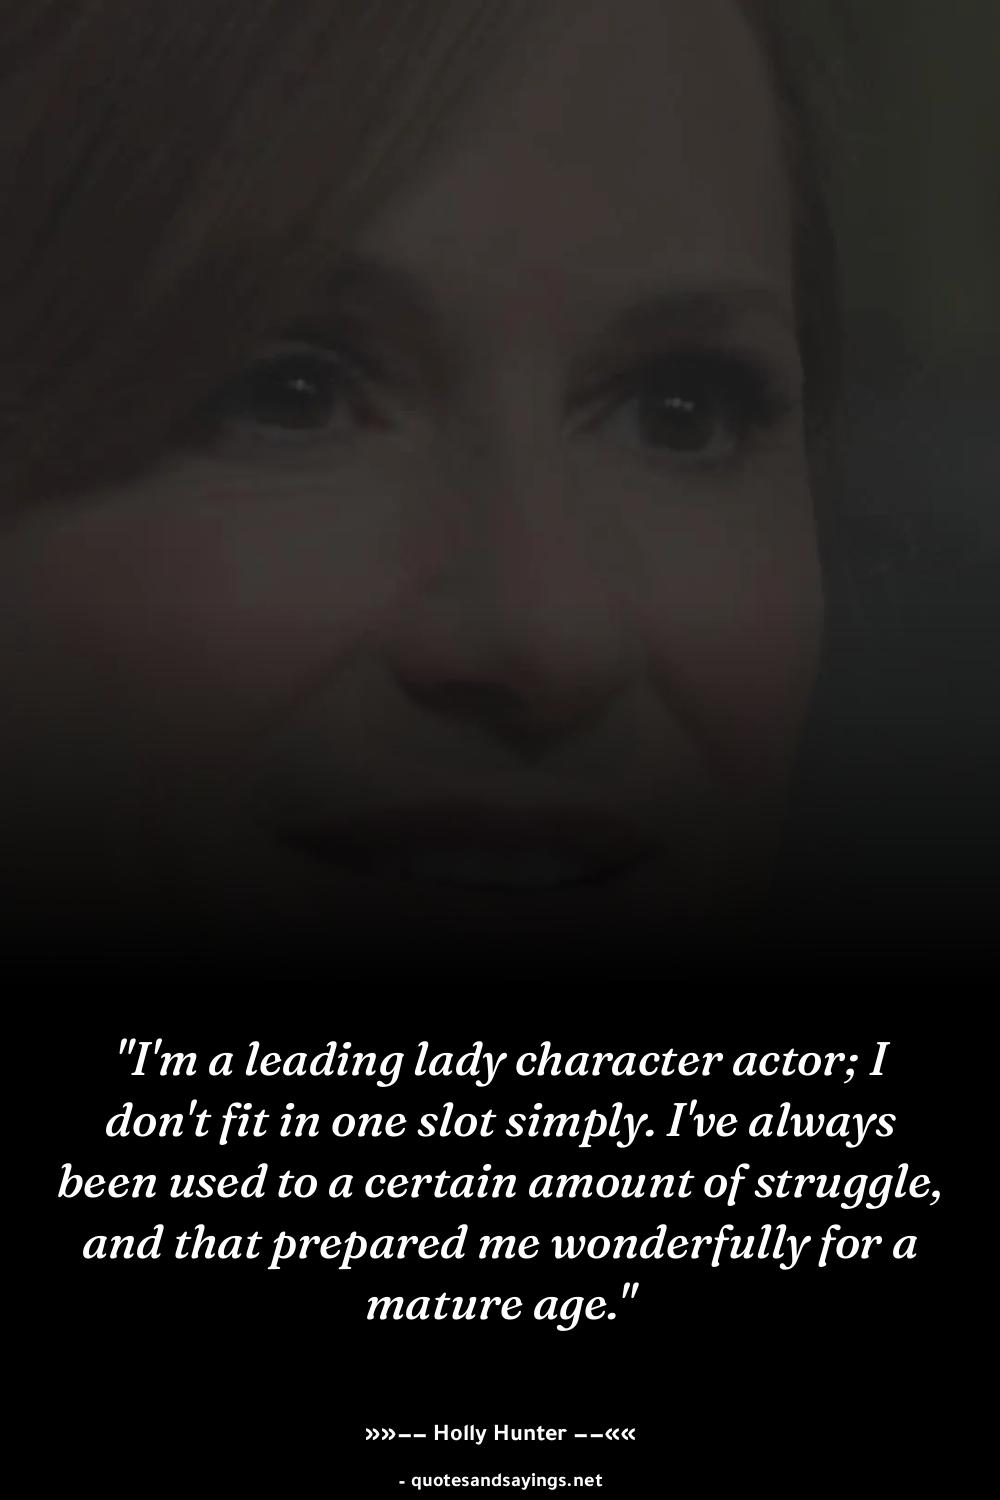 "I'm a leading lady character actor; I
don't fit in one slot simply. I've always
been used to a certain amount of struggle,
and that prepared me wonderfully for a
mature age."
»»–– Holly Hunter ––««
- quotesandsayings.net